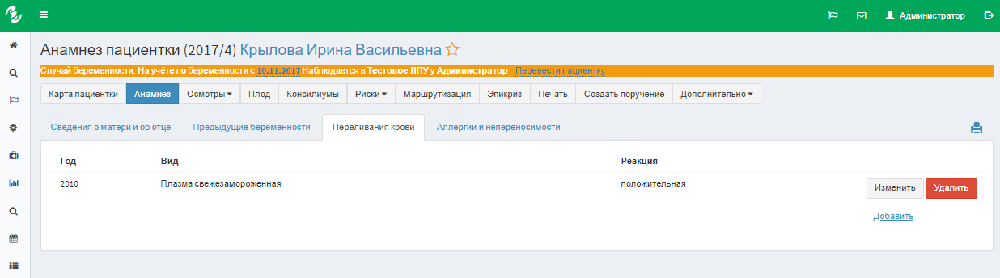 Администратор
Анамнез пациентки (2017/4) Крылова Ирина Васильевна
Случай беременности. На учёте по беременности с 10.11.2017 Наблюдается в Тестовое ЛПУ у Администратор Перевести пациентку
Карта пациентки Анамнез Осмотры Плод Консилиумы Риски Маршрутизация Эпикриз Печать Создать поручение Дополнительно
Сведения о матери и об отце Предыдущие беременности Переливания крови Аллергии и непереносимости
Год Вид Реакция
2010 Плазма свежезамороженная положительная Изменить Удалить
Добавить